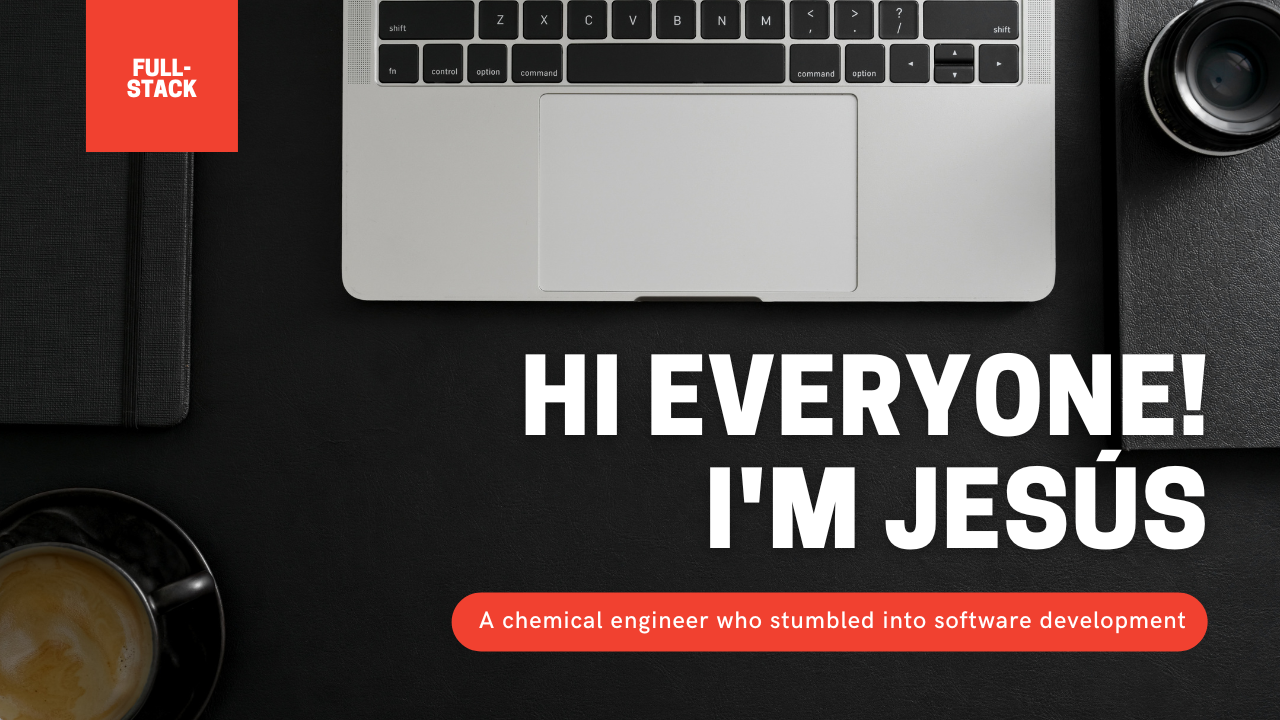 FULL-
STACK
shift Z X C V B N M < , > . ? / shift
fn control option command command option
HI EVERYONE!
I'M JESÚS
A chemical engineer who stumbled into software development